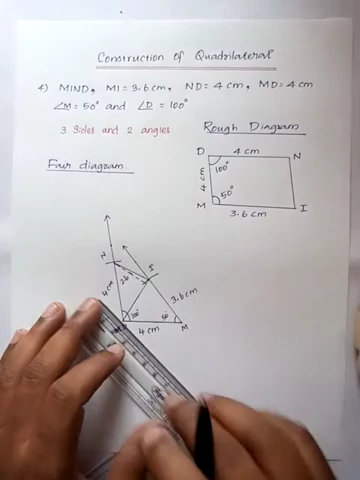 Construction of Quadrilateral
4) MIND, MI = 3.6 cm, ND = 4 cm, MD = 4 cm
∠M = 50° and ∠D = 100°
3 Sides and 2 angles
Rough Diagram
Fair diagram
D 4 cm N
100°
4 cm
50°
M 3.6 cm I
N I
2.6
4 cm 3.6 cm
100° 50°
4 cm M